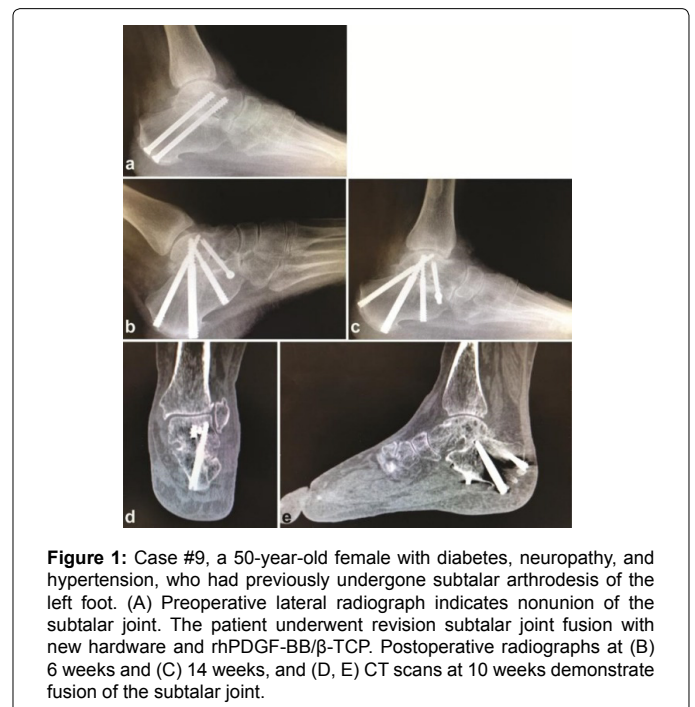 a
b
c
d
e
Figure 1: Case #9, a 50-year-old female with diabetes, neuropathy, and
hypertension, who had previously undergone subtalar arthrodesis of the
left foot. (A) Preoperative lateral radiograph indicates nonunion of the
subtalar joint. The patient underwent revision subtalar joint fusion with
new hardware and rhPDGF-BB/β-TCP. Postoperative radiographs at (B)
6 weeks and (C) 14 weeks, and (D, E) CT scans at 10 weeks demonstrate
fusion of the subtalar joint.